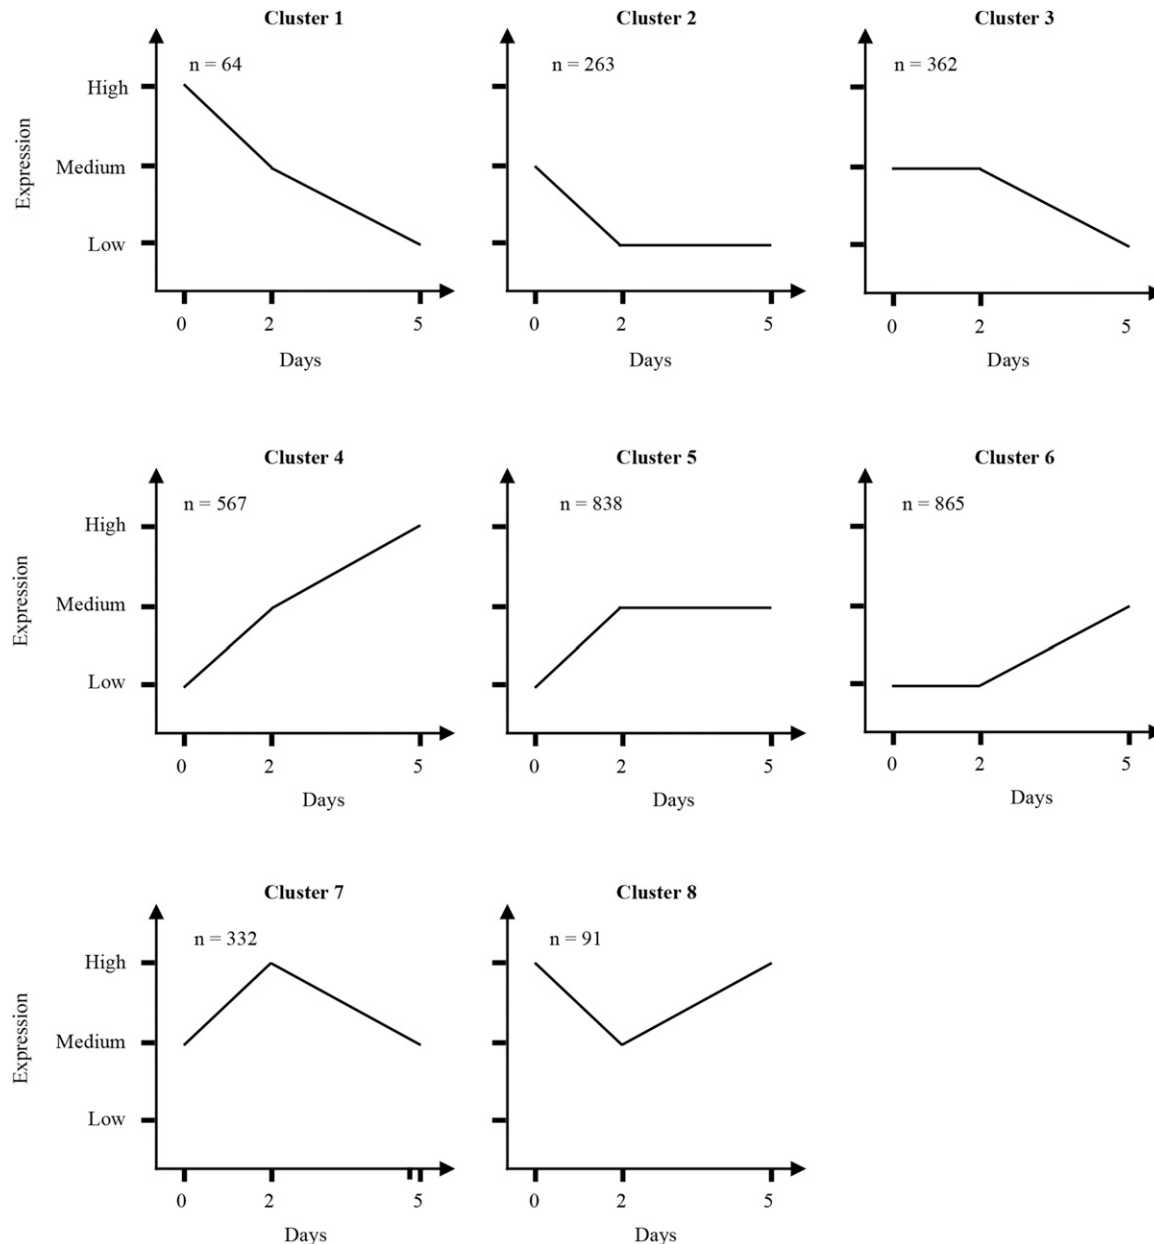 Cluster 1
n = 64
High
Medium
Low
Expression
0 2 5
Days
Cluster 2
n = 263
0 2 5
Days
Cluster 3
n = 362
0 2 5
Days
Cluster 4
n = 567
High
Medium
Low
Expression
0 2 5
Days
Cluster 5
n = 838
0 2 5
Days
Cluster 6
n = 865
0 2 5
Days
Cluster 7
n = 332
High
Medium
Low
Expression
0 2 5
Days
Cluster 8
n = 91
0 2 5
Days